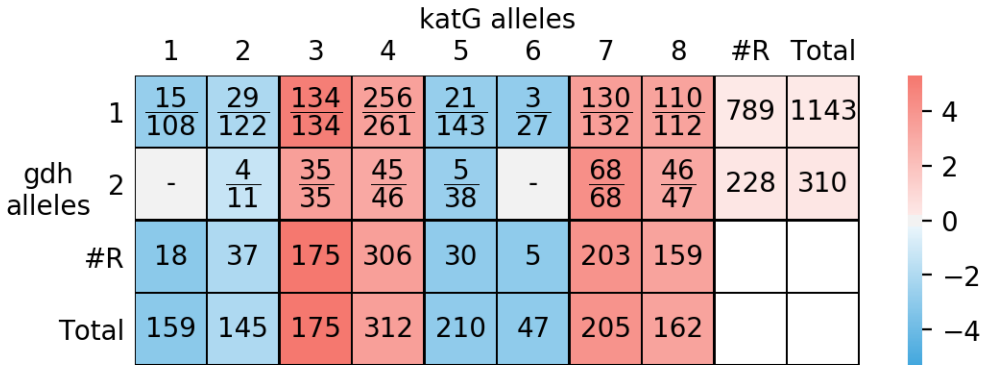 katG alleles
1 2 3 4 5 6 7 8 #R Total
1 15/108 29/122 134/134 256/261 21/143 3/27 130/132 110/112 789 1143
gdh alleles
2 - 4/11 35/35 45/46 5/38 - 68/68 46/47 228 310
#R 18 37 175 306 30 5 203 159
Total 159 145 175 312 210 47 205 162
4
2
0
−2
−4